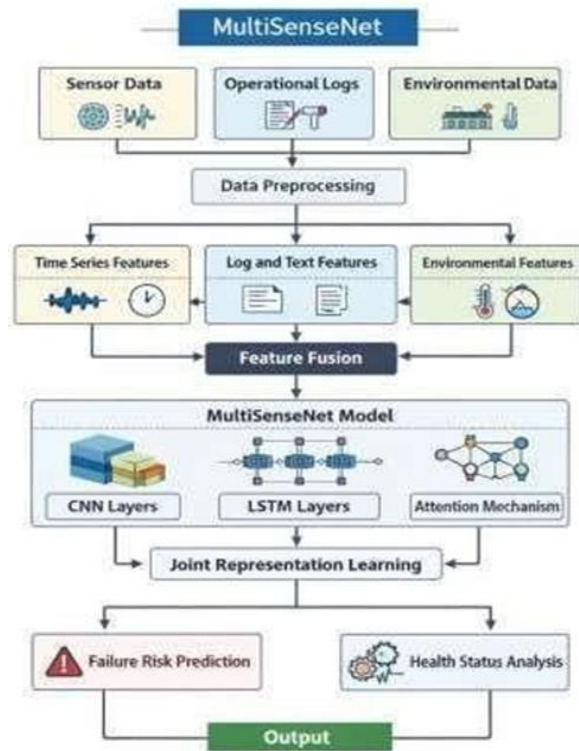 MultiSenseNet
Sensor Data
Operational Logs
Environmental Data
Data Preprocessing
Time Series Features
Log and Text Features
Environmental Features
Feature Fusion
MultiSenseNet Model
CNN Layers
LSTM Layers
Attention Mechanism
Joint Representation Learning
Failure Risk Prediction
Health Status Analysis
Output